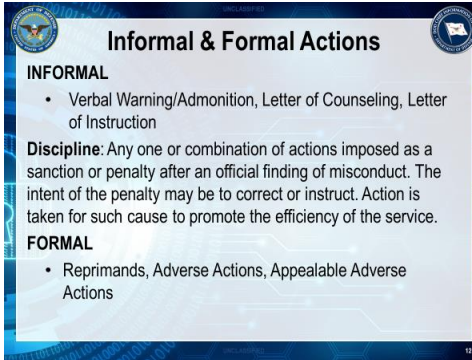 UNCLASSIFIED
Informal & Formal Actions
INFORMAL
• Verbal Warning/Admonition, Letter of Counseling, Letter
of Instruction
Discipline: Any one or combination of actions imposed as a
sanction or penalty after an official finding of misconduct. The
intent of the penalty may be to correct or instruct. Action is
taken for such cause to promote the efficiency of the service.
FORMAL
• Reprimands, Adverse Actions, Appealable Adverse
Actions
UNCLASSIFIED
12